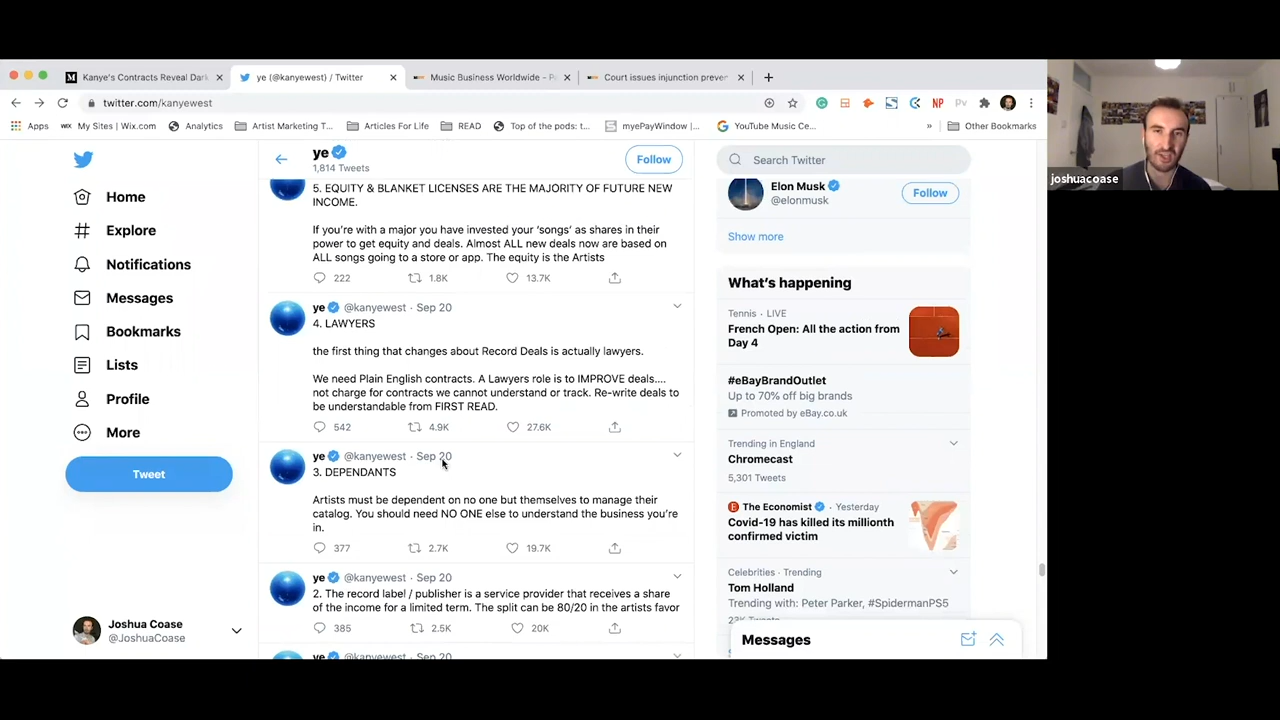 Kanye's Contracts Reveal Dark
ye (@kanyewest) / Twitter
Music Business Worldwide - P
Court issues injunction preven
twitter.com/kanyewest
NP
Pv
Apps
WIX My Sites | Wix.com
Analytics
Artist Marketing T...
Articles For Life
READ
Top of the pods: t...
myePayWindow |...
YouTube Music Ce...
»
Other Bookmarks
joshuacoase
Home
Explore
Notifications
Messages
Bookmarks
Lists
Profile
More
Tweet
Joshua Coase
@JoshuaCoase
ye
1,814 Tweets
Follow
5. EQUITY & BLANKET LICENSES ARE THE MAJORITY OF FUTURE NEW
INCOME.
If you're with a major you have invested your 'songs' as shares in their
power to get equity and deals. Almost ALL new deals now are based on
ALL songs going to a store or app. The equity is the Artists
222 1.8K 13.7K
ye @kanyewest · Sep 20
4. LAWYERS
the first thing that changes about Record Deals is actually lawyers.
We need Plain English contracts. A Lawyers role is to IMPROVE deals....
not charge for contracts we cannot understand or track. Re-write deals to
be understandable from FIRST READ.
542 4.9K 27.6K
ye @kanyewest · Sep 20
3. DEPENDANTS
Artists must be dependent on no one but themselves to manage their
catalog. You should need NO ONE else to understand the business you're
in.
377 2.7K 19.7K
ye @kanyewest · Sep 20
2. The record label / publisher is a service provider that receives a share
of the income for a limited term. The split can be 80/20 in the artists favor
385 2.5K 20K
ye @kanyewest · Sep 20
Search Twitter
Elon Musk
@elonmusk
Follow
Show more
What's happening
Tennis · LIVE
French Open: All the action from
Day 4
#eBayBrandOutlet
Up to 70% off big brands
Promoted by eBay.co.uk
Trending in England
Chromecast
5,301 Tweets
The Economist · Yesterday
Covid-19 has killed its millionth
confirmed victim
Celebrities · Trending
Tom Holland
Trending with: Peter Parker, #SpidermanPS5
Messages